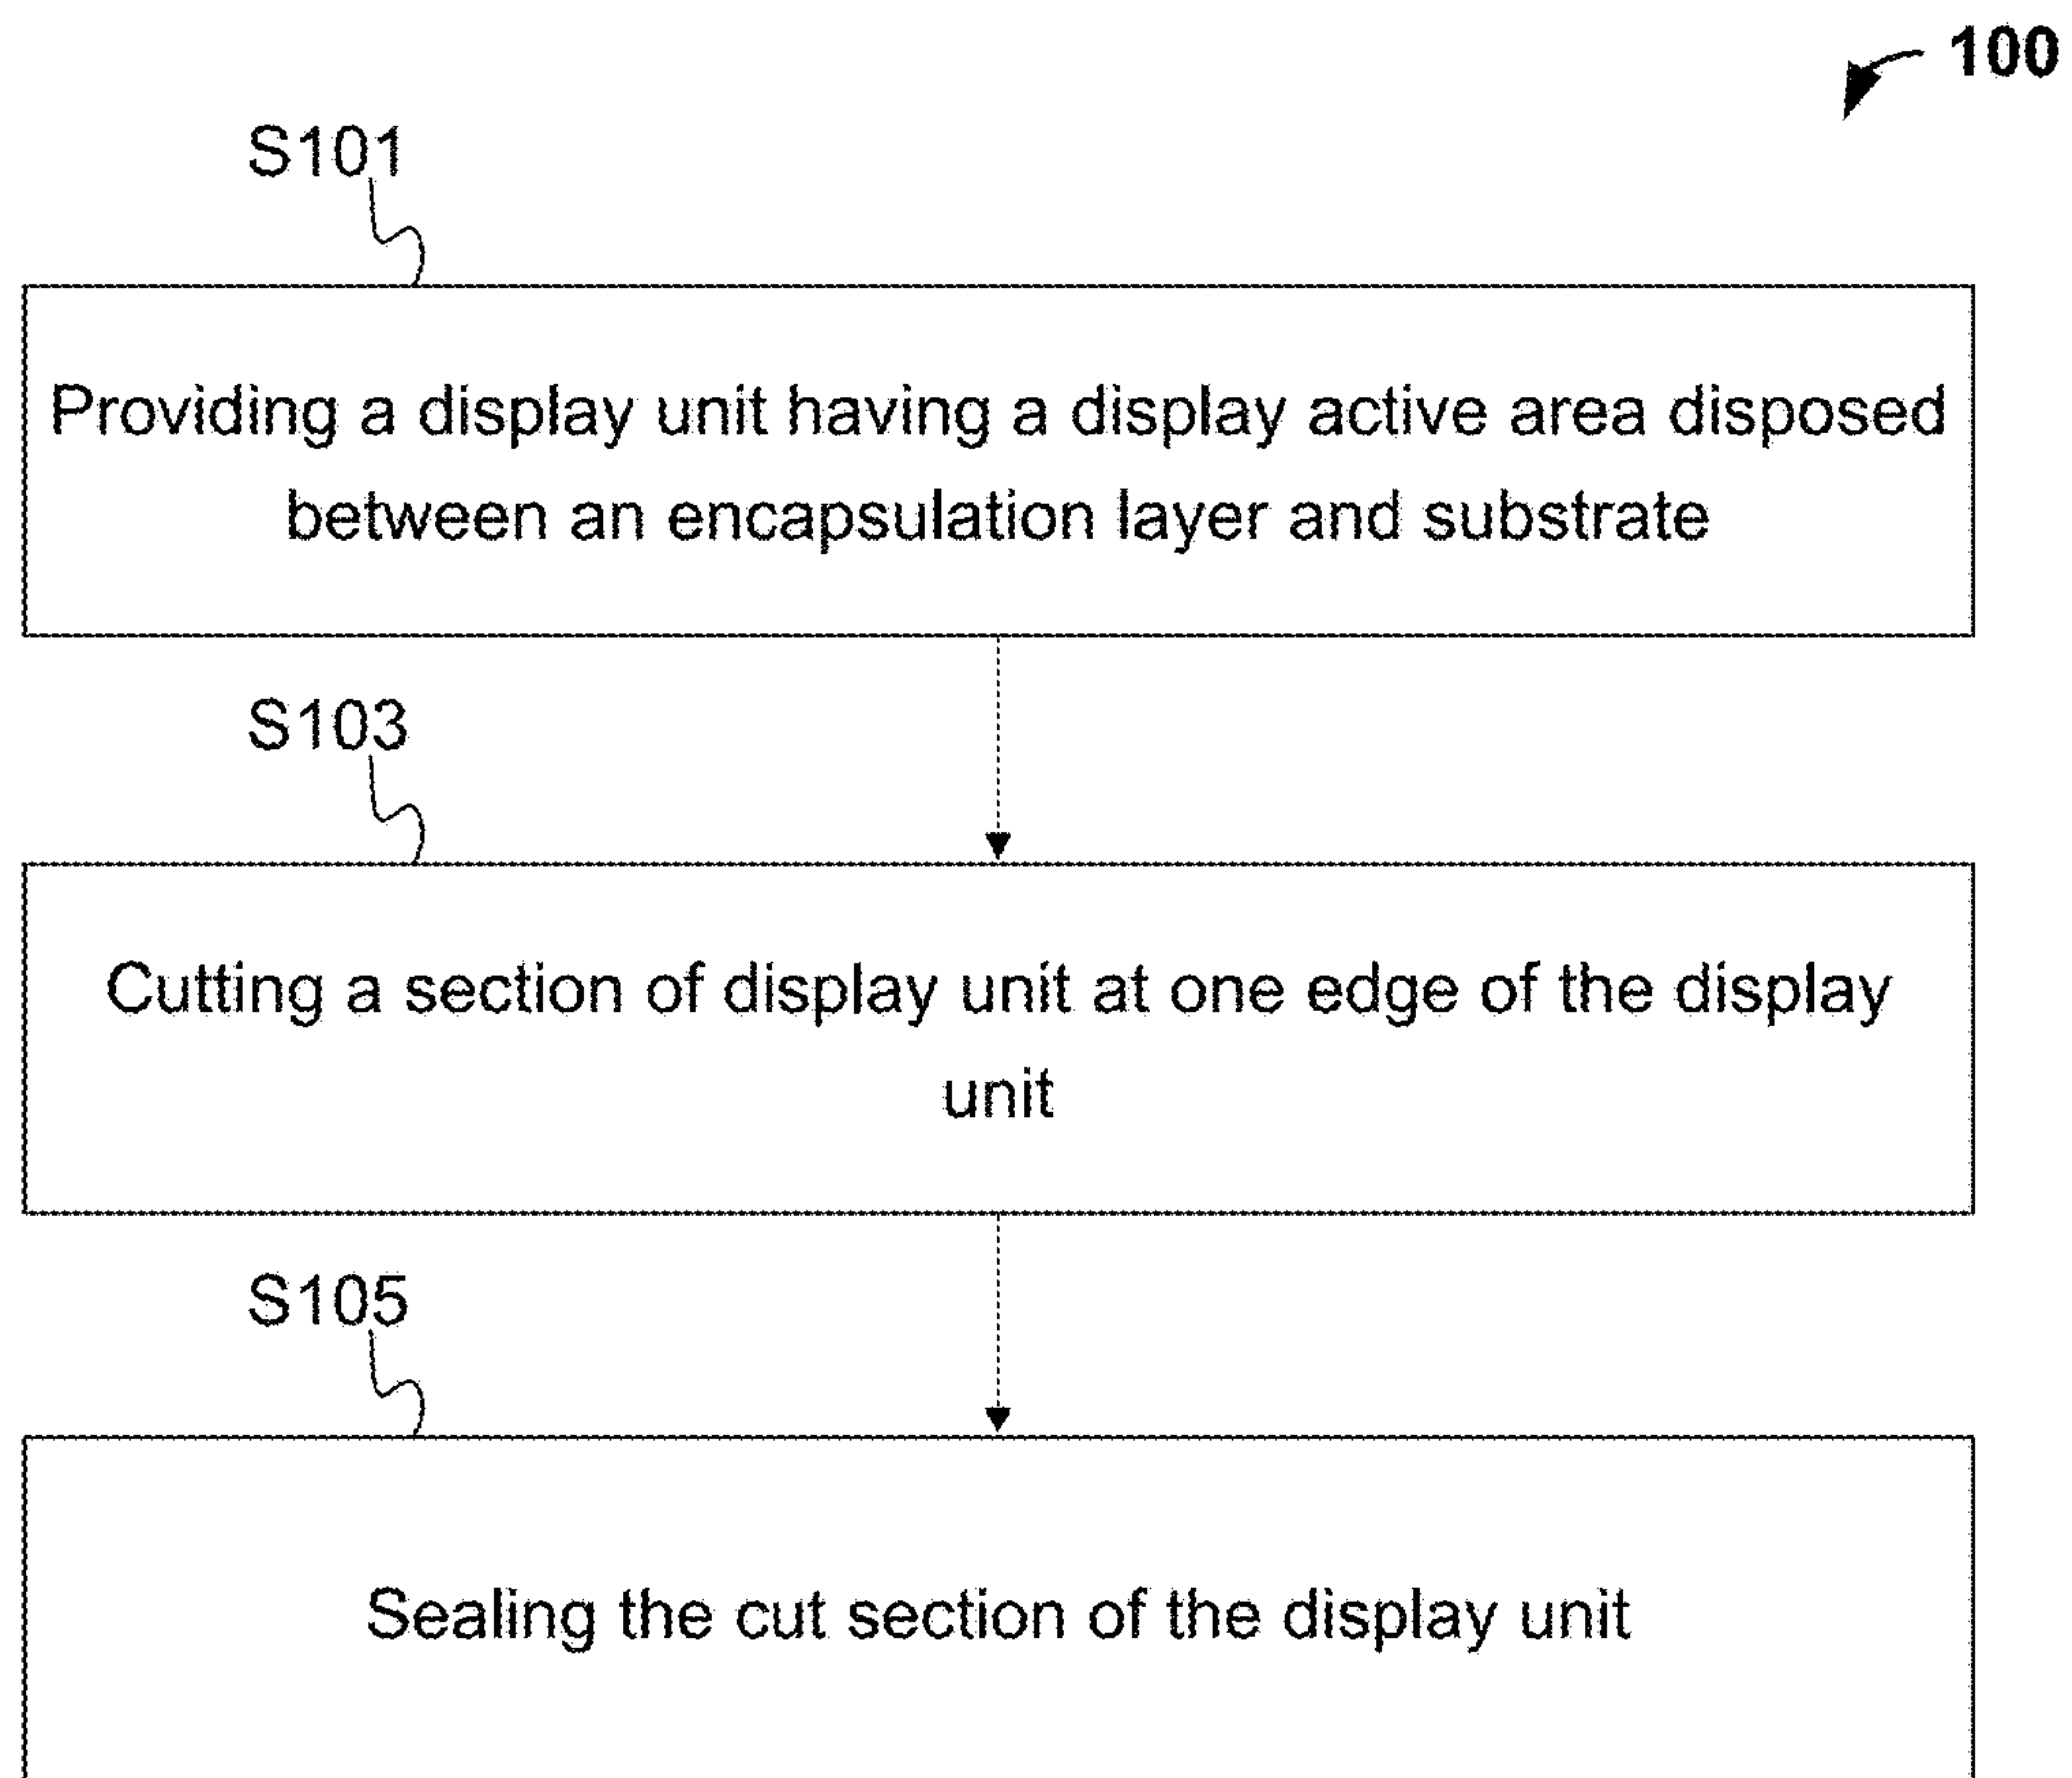 100
S101
Providing a display unit having a display active area disposed
between an encapsulation layer and substrate
S103
Cutting a section of display unit at one edge of the display
unit
S105
Sealing the cut section of the display unit